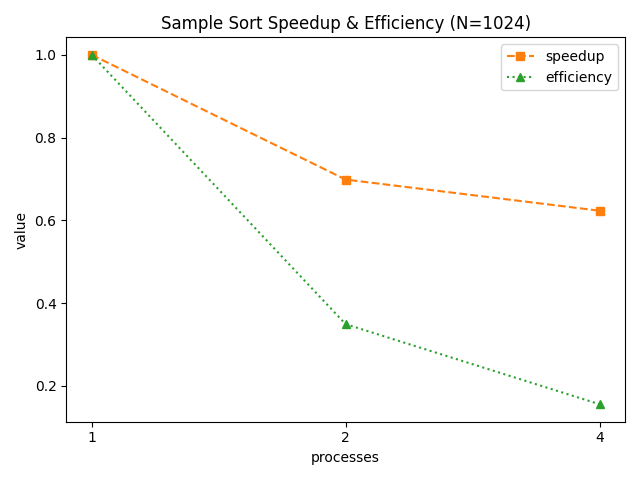 Sample Sort Speedup & Efficiency (N=1024)
speedup
efficiency
value
1.0
0.8
0.6
0.4
0.2
1 2 4
processes